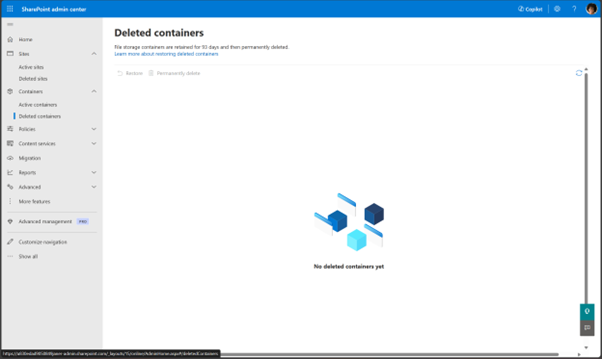 SharePoint admin center
Copilot
?
Home
Sites
Active sites
Deleted sites
Containers
Active containers
Deleted containers
Policies
Content services
Migration
Reports
Advanced
More features
Advanced management PRO
Customize navigation
Show all
Deleted containers
File storage containers are retained for 93 days and then permanently deleted.
Learn more about restoring deleted containers
Restore Permanently delete
No deleted containers yet